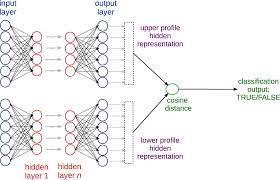 input
layer
output
layer
upper profile
hidden
representation
cosine
distance
classification
output:
TRUE/FALSE
lower profile
hidden
representation
hidden
layer 1
hidden
layer n